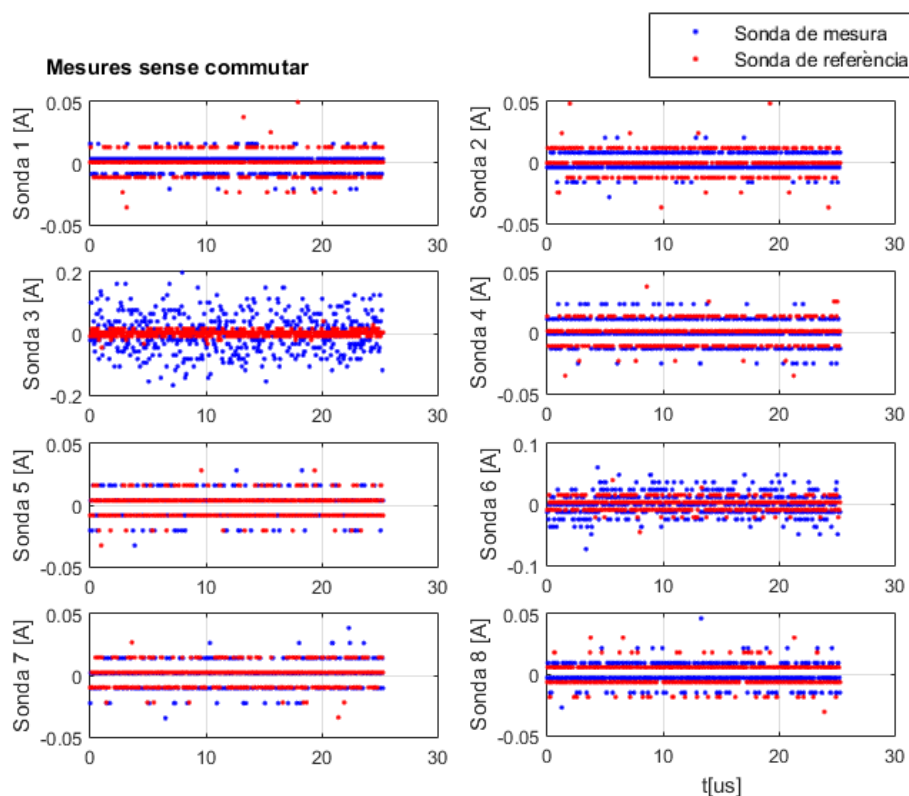 Sonda de mesura
Sonda de referència
Mesures sense commutar
0.05
0
-0.05
Sonda 1 [A]
0 10 20 30
0.05
0
-0.05
Sonda 2 [A]
0 10 20 30
0.2
0
-0.2
Sonda 3 [A]
0 10 20 30
0.05
0
-0.05
Sonda 4 [A]
0 10 20 30
0.05
0
-0.05
Sonda 5 [A]
0 10 20 30
0.1
0
-0.1
Sonda 6 [A]
0 10 20 30
0.05
0
-0.05
Sonda 7 [A]
0 10 20 30
0.05
0
-0.05
Sonda 8 [A]
0 10 20 30
t[us]